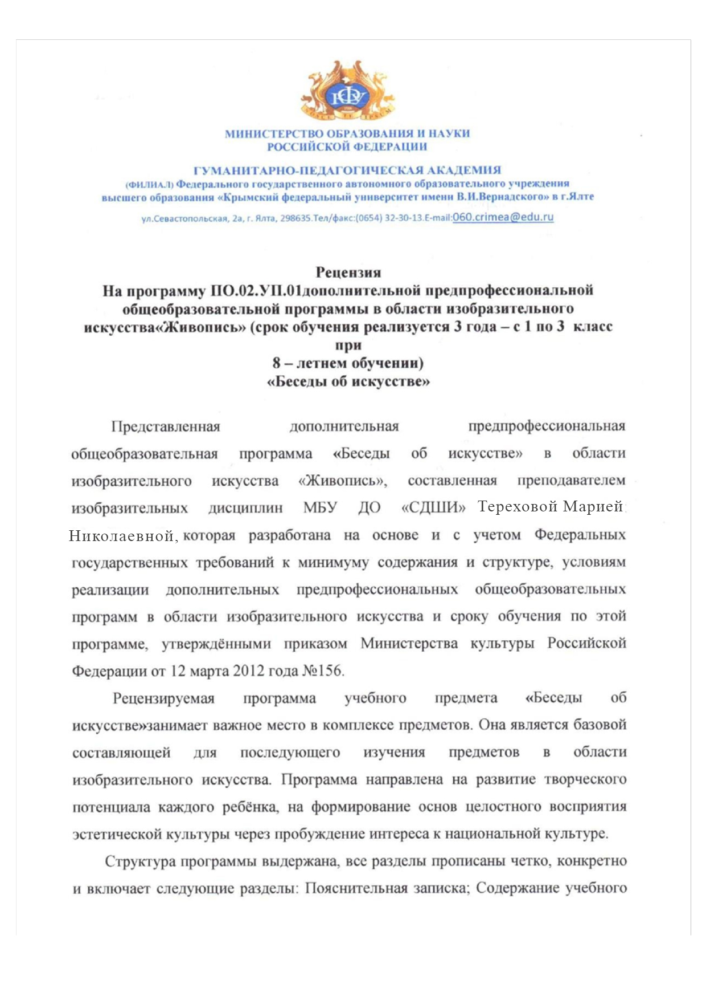 КФУ
NOSCE TE IPSUM
МИНИСТЕРСТВО ОБРАЗОВАНИЯ И НАУКИ
РОССИЙСКОЙ ФЕДЕРАЦИИ
ГУМАНИТАРНО-ПЕДАГОГИЧЕСКАЯ АКАДЕМИЯ
(ФИЛИАЛ) Федерального государственного автономного образовательного учреждения
высшего образования «Крымский федеральный университет имени В.И.Вернадского» в г.Ялте
ул.Севастопольская, 2а, г. Ялта, 298635.Тел/факс:(0654) 32-30-13.E-mail:060.crimea@edu.ru
Рецензия
На программу ПО.02.УП.01дополнительной предпрофессиональной
общеобразовательной программы в области изобразительного
искусства«Живопись» (срок обучения реализуется 3 года – с 1 по 3 класс
при
8 – летнем обучении)
«Беседы об искусстве»
Представленная дополнительная предпрофессиональная
общеобразовательная программа «Беседы об искусстве» в области
изобразительного искусства «Живопись», составленная преподавателем
изобразительных дисциплин МБУ ДО «СДШИ» Тереховой Марией
Николаевной, которая разработана на основе и с учетом Федеральных
государственных требований к минимуму содержания и структуре, условиям
реализации дополнительных предпрофессиональных общеобразовательных
программ в области изобразительного искусства и сроку обучения по этой
программе, утверждёнными приказом Министерства культуры Российской
Федерации от 12 марта 2012 года №156.
Рецензируемая программа учебного предмета «Беседы об
искусстве»занимает важное место в комплексе предметов. Она является базовой
составляющей для последующего изучения предметов в области
изобразительного искусства. Программа направлена на развитие творческого
потенциала каждого ребёнка, на формирование основ целостного восприятия
эстетической культуры через пробуждение интереса к национальной культуре.
Структура программы выдержана, все разделы прописаны четко, конкретно
и включает следующие разделы: Пояснительная записка; Содержание учебного